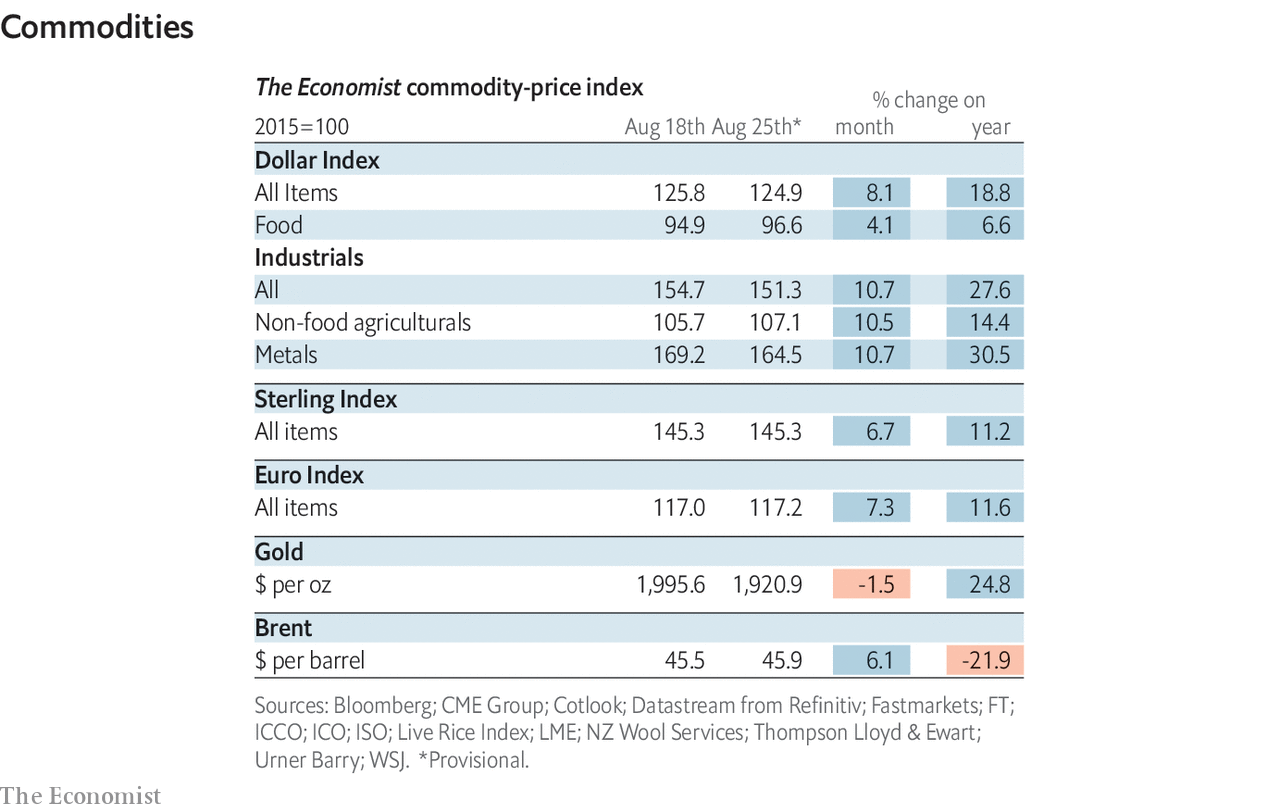 Commodities
The Economist commodity-price index
% change on
2015=100 Aug 18th Aug 25th* month year
Dollar Index
All Items 125.8 124.9 8.1 18.8
Food 94.9 96.6 4.1 6.6
Industrials
All 154.7 151.3 10.7 27.6
Non-food agriculturals 105.7 107.1 10.5 14.4
Metals 169.2 164.5 10.7 30.5
Sterling Index
All items 145.3 145.3 6.7 11.2
Euro Index
All items 117.0 117.2 7.3 11.6
Gold
$ per oz 1,995.6 1,920.9 -1.5 24.8
Brent
$ per barrel 45.5 45.9 6.1 -21.9
Sources: Bloomberg; CME Group; Cotlook; Datastream from Refinitiv; Fastmarkets; FT;
ICCO; ICO; ISO; Live Rice Index; LME; NZ Wool Services; Thompson Lloyd & Ewart;
Urner Barry; WSJ. *Provisional.
The Economist